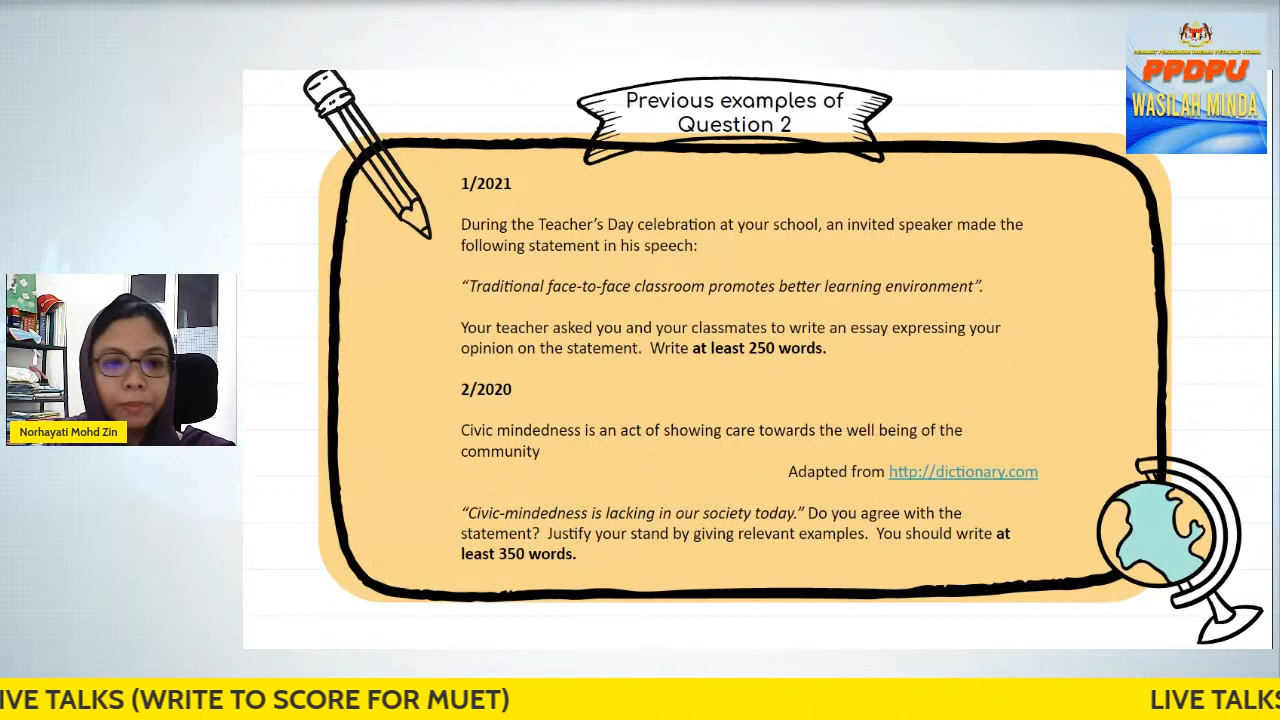 PEJABAT PENDIDIKAN DAERAH PETALING UTAMA
PPDPU
WASILAH MINDA
Previous examples of
Question 2
1/2021
During the Teacher’s Day celebration at your school, an invited speaker made the
following statement in his speech:
“Traditional face-to-face classroom promotes better learning environment”.
Your teacher asked you and your classmates to write an essay expressing your
opinion on the statement. Write at least 250 words.
2/2020
Civic mindedness is an act of showing care towards the well being of the
community
Adapted from http://dictionary.com
“Civic-mindedness is lacking in our society today.” Do you agree with the
statement? Justify your stand by giving relevant examples. You should write at
least 350 words.
Norhayati Mohd Zin
IVE TALKS (WRITE TO SCORE FOR MUET)
LIVE TALKS